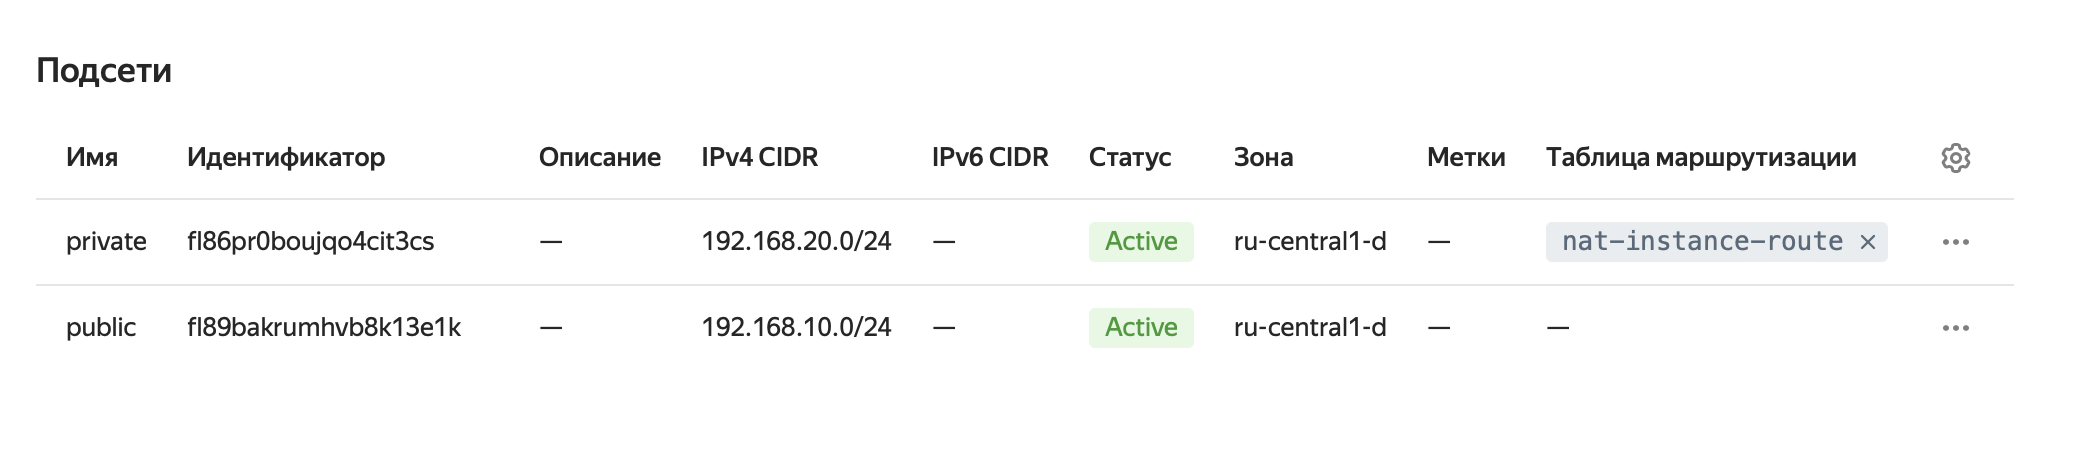 Подсети
Имя Идентификатор Описание IPv4 CIDR IPv6 CIDR Статус Зона Метки Таблица маршрутизации
private fl86pr0boujqo4cit3cs — 192.168.20.0/24 — Active ru-central1-d — nat-instance-route ×
public fl89bakrumhvb8k13e1k — 192.168.10.0/24 — Active ru-central1-d — —